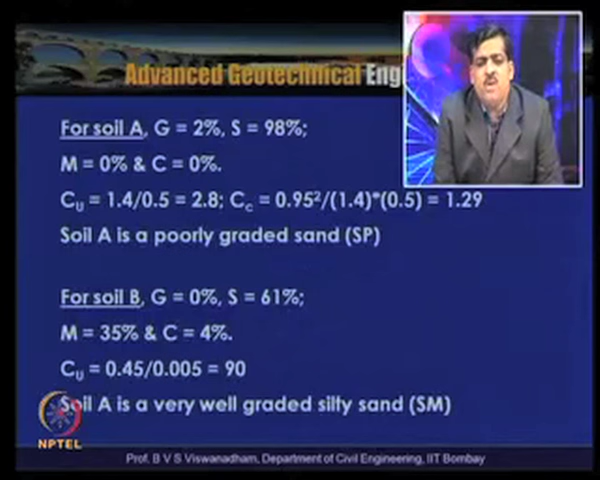 Advanced Geotechnical Eng
For soil A, G = 2%, S = 98%;
M = 0% & C = 0%.
CU = 1.4/0.5 = 2.8; Cc = 0.95²/(1.4)*(0.5) = 1.29
Soil A is a poorly graded sand (SP)
For soil B, G = 0%, S = 61%;
M = 35% & C = 4%.
CU = 0.45/0.005 = 90
Soil A is a very well graded silty sand (SM)
NPTEL
Prof. B V S Viswanadham, Department of Civil Engineering, IIT Bombay